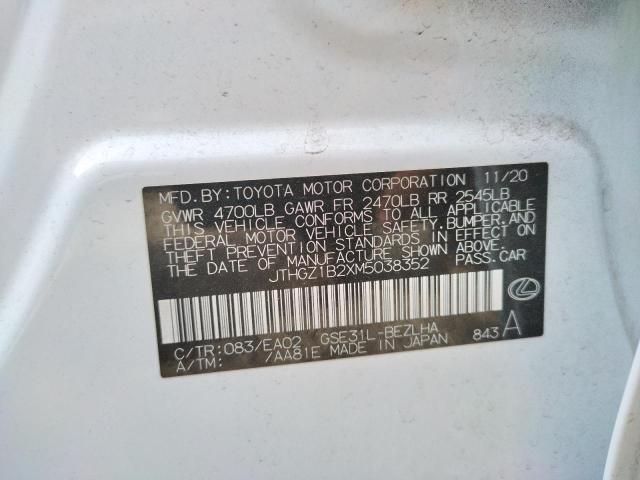 MFD.BY:TOYOTA MOTOR CORPORATION 11/20
GVWR 4700LB GAWR FR 2470LB RR 2545LB
THIS VEHICLE CONFORMS TO ALL APPLICABLE
FEDERAL MOTOR VEHICLE SAFETY,BUMPER,AND
THEFT PREVENTION STANDARDS IN EFFECT ON
THE DATE OF MANUFACTURE SHOWN ABOVE.
JTHGZ1B2XM5038352 PASS.CAR
C/TR:083/EA02 GSE31L-BEZLHA
A/TM: /AA81E MADE IN JAPAN 843 A